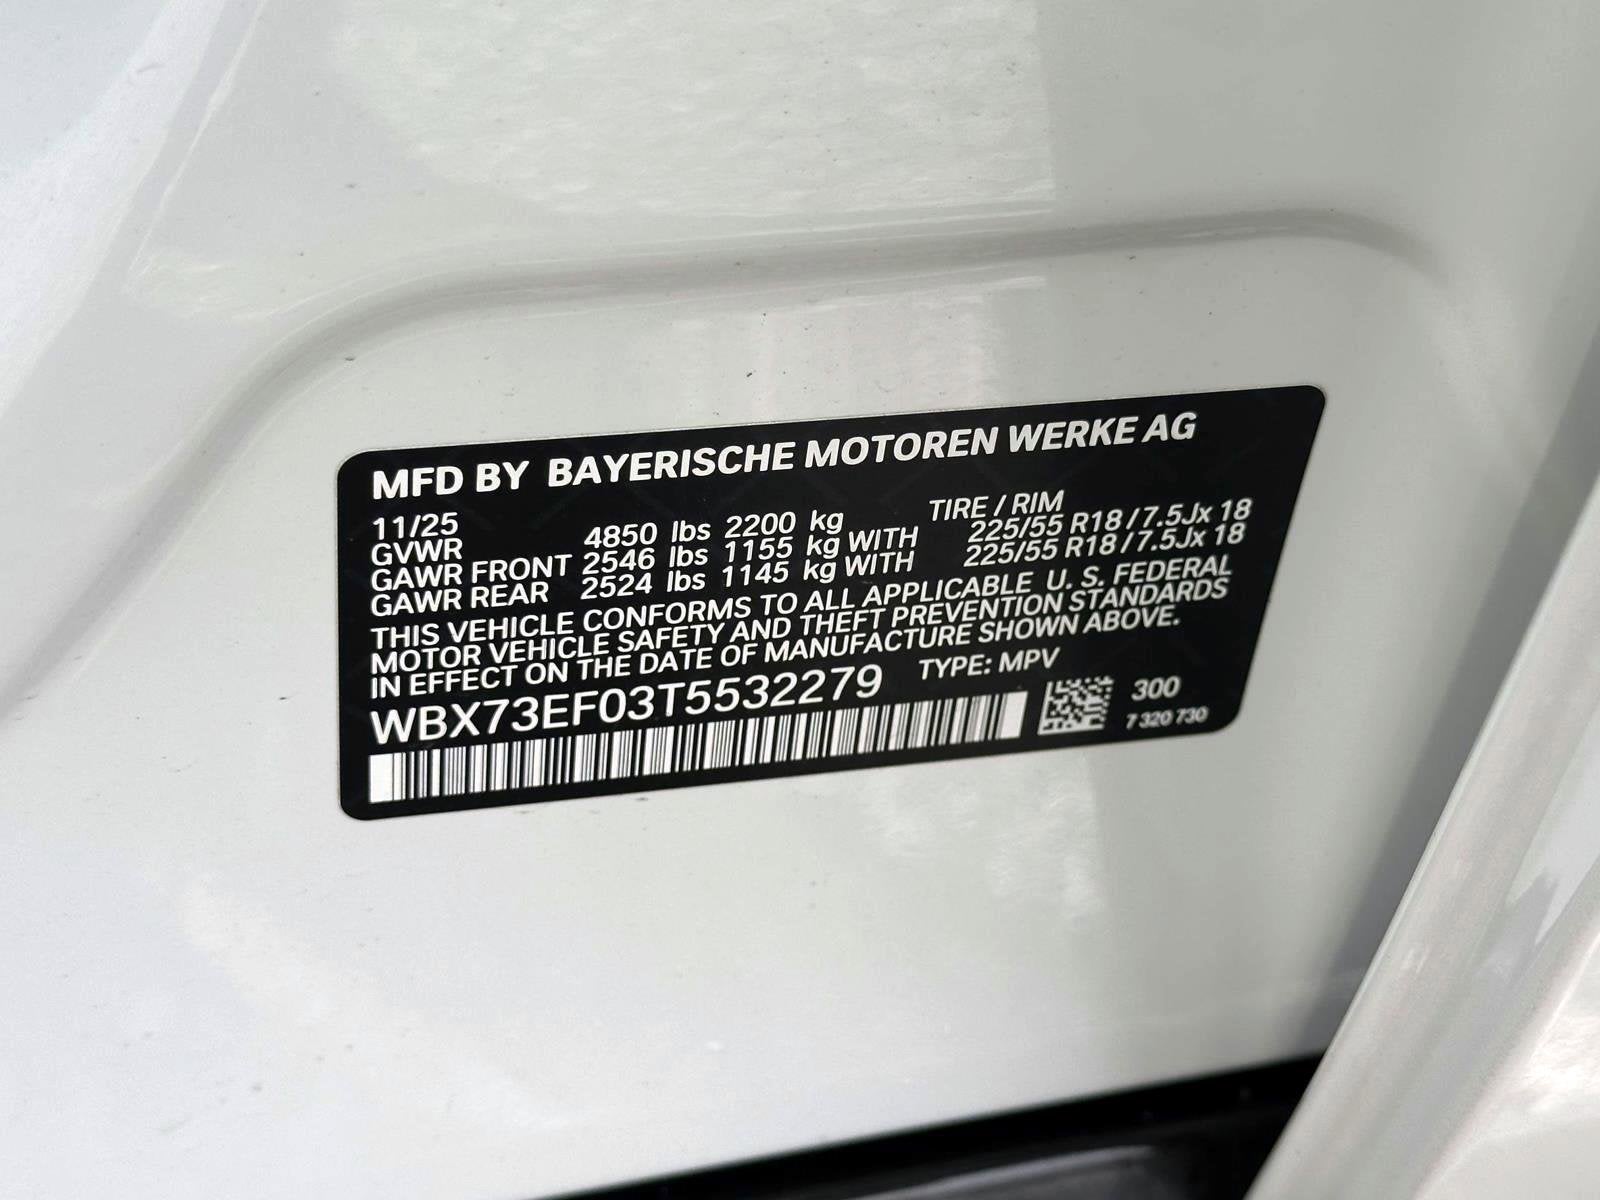 MFD BY BAYERISCHE MOTOREN WERKE AG
11/25 TIRE / RIM
GVWR 4850 lbs 2200 kg
GAWR FRONT 2546 lbs 1155 kg WITH 225/55 R18 / 7.5Jx 18
GAWR REAR 2524 lbs 1145 kg WITH 225/55 R18 / 7.5Jx 18
THIS VEHICLE CONFORMS TO ALL APPLICABLE U. S. FEDERAL
MOTOR VEHICLE SAFETY AND THEFT PREVENTION STANDARDS
IN EFFECT ON THE DATE OF MANUFACTURE SHOWN ABOVE.
WBX73EF03T5532279 TYPE: MPV
300
7 320 730